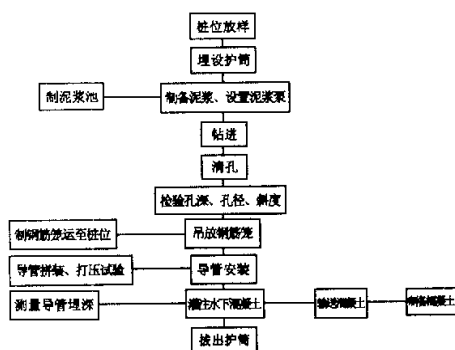 桩位放样
埋设护筒
制泥浆池
制备泥浆、设置泥浆泵
钻进
清孔
检验孔深、孔径、斜度
制钢筋笼运至桩位
吊放钢筋笼
导管拼装、打压试验
导管安装
测量导管埋深
灌注水下混凝土
输送混凝土
制备混凝土
拔出护筒